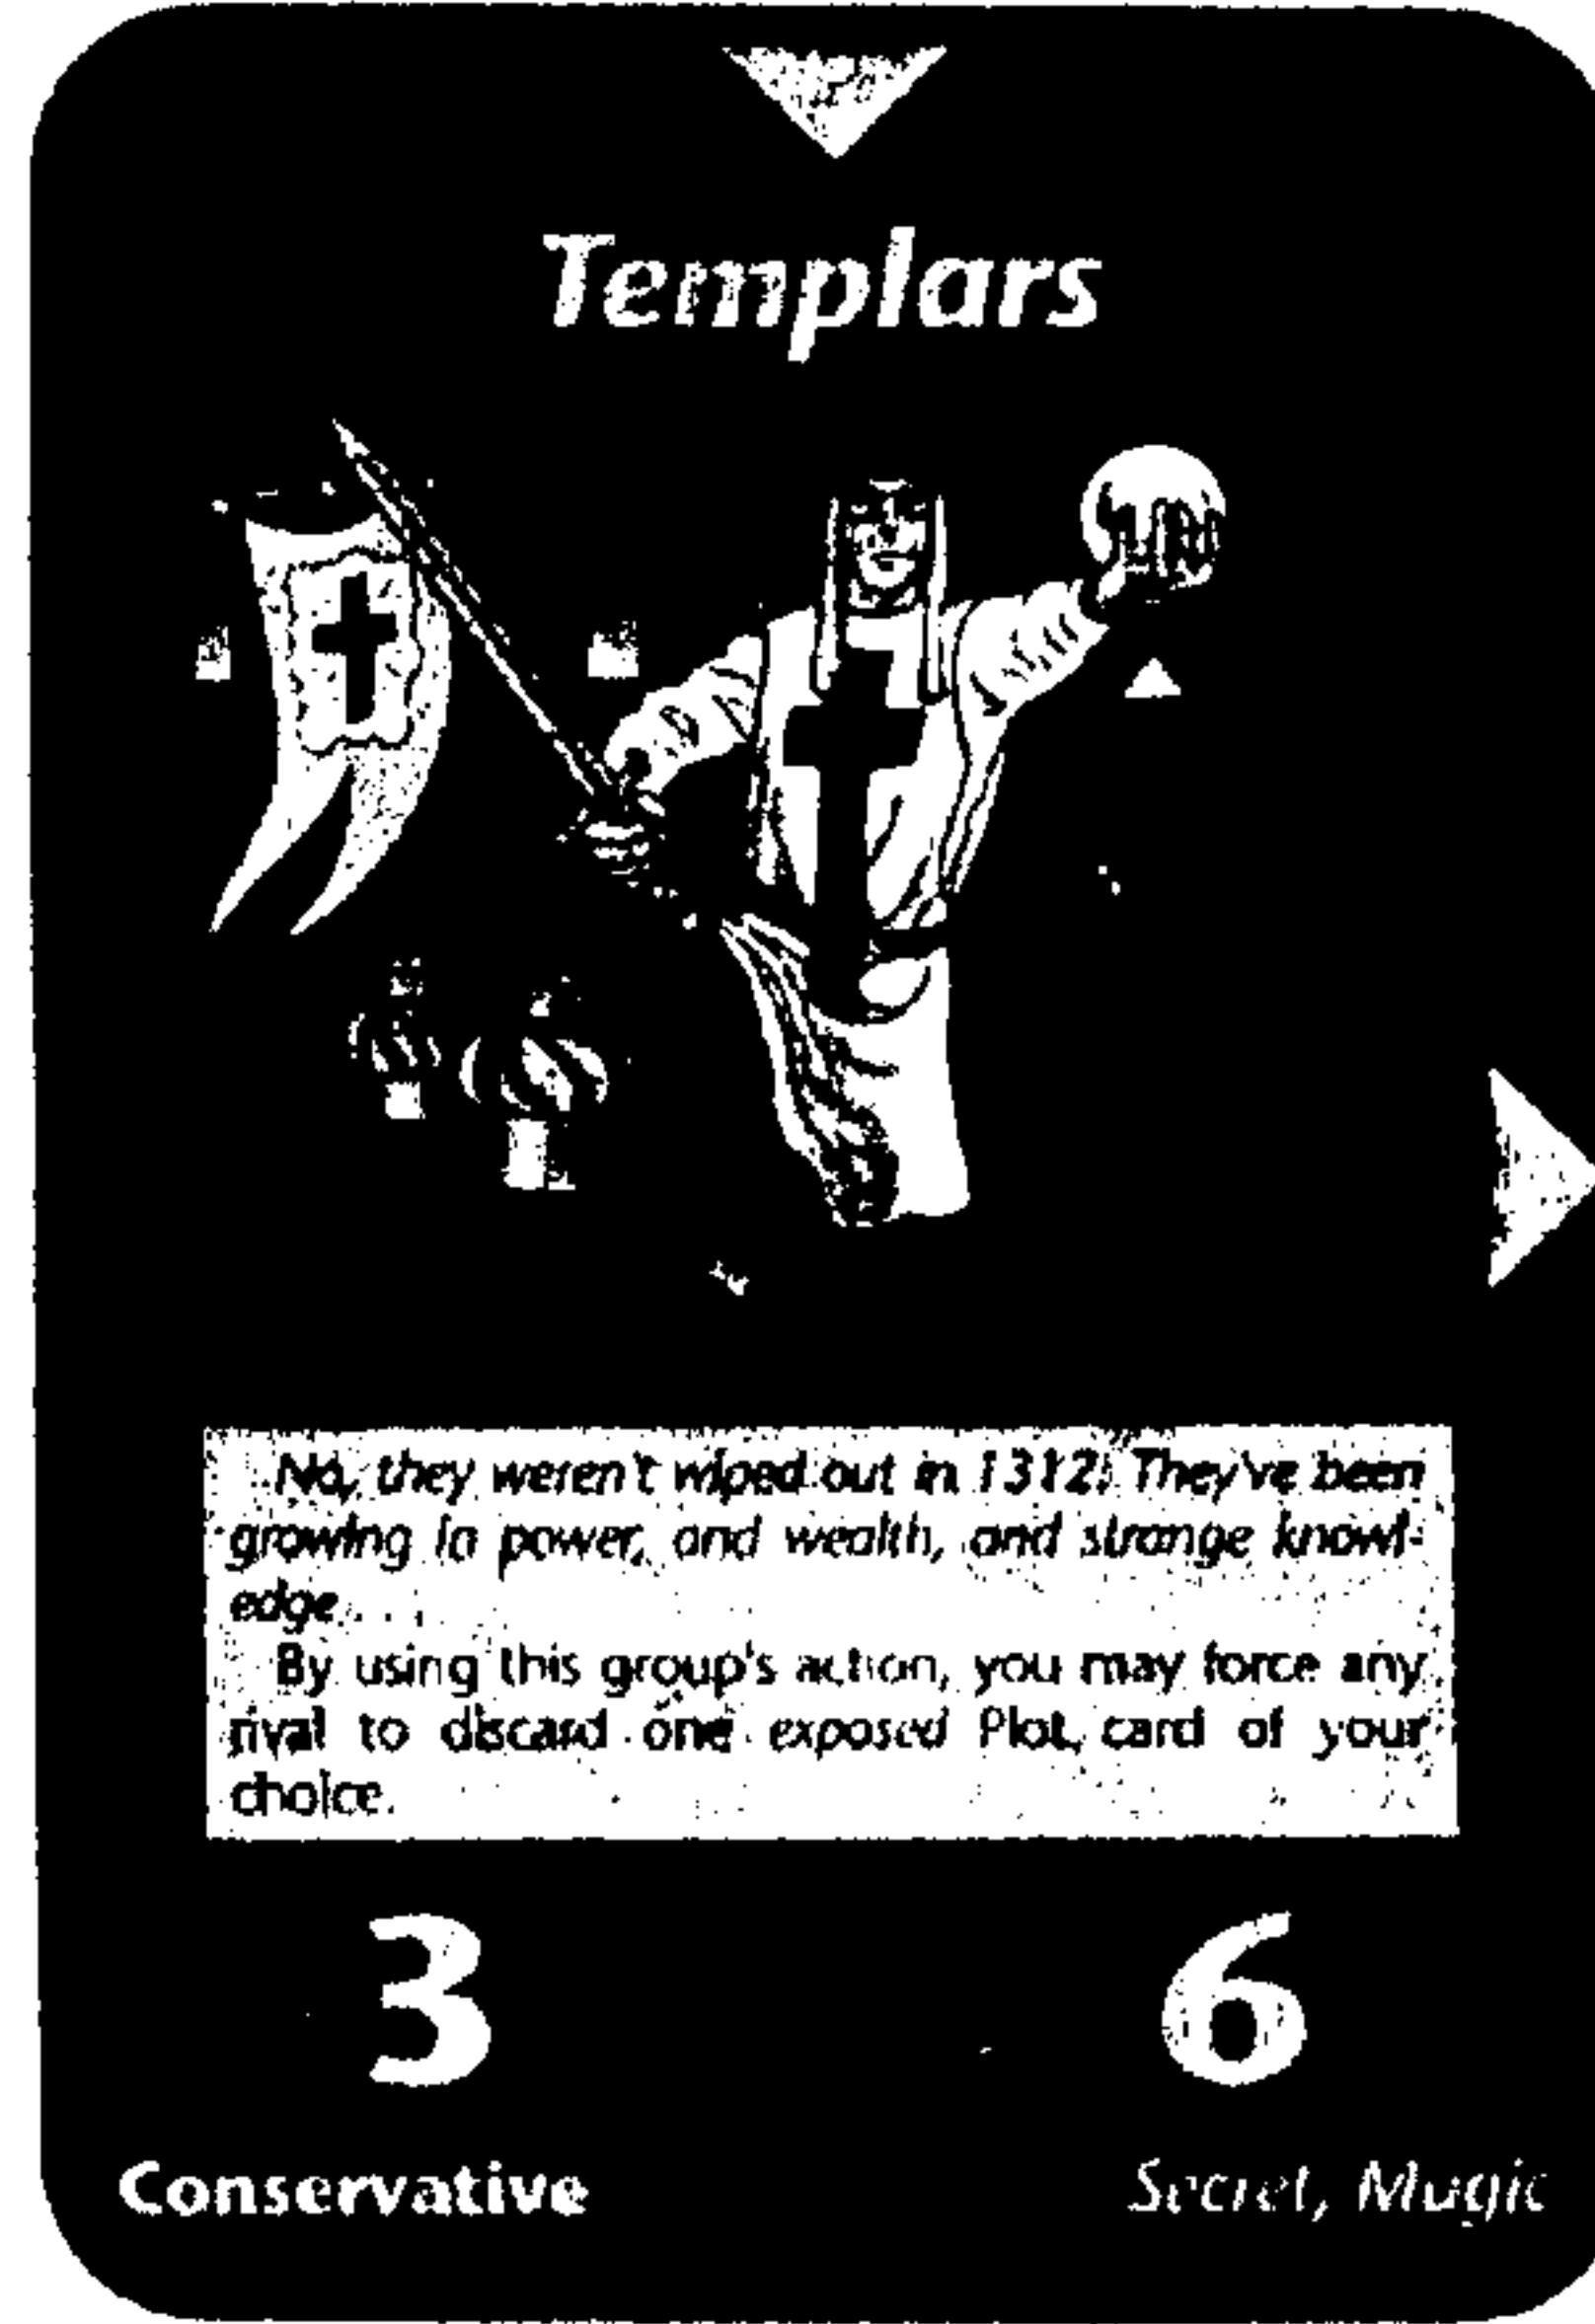 Templars
No, they weren't wiped out in 1312! They've been
growing in power, and wealth, and strange knowl-
edge . . .
By using this group's action, you may force any
rival to discard one exposed Plot card of your
choice.
3
6
Conservative
Secret, Magic